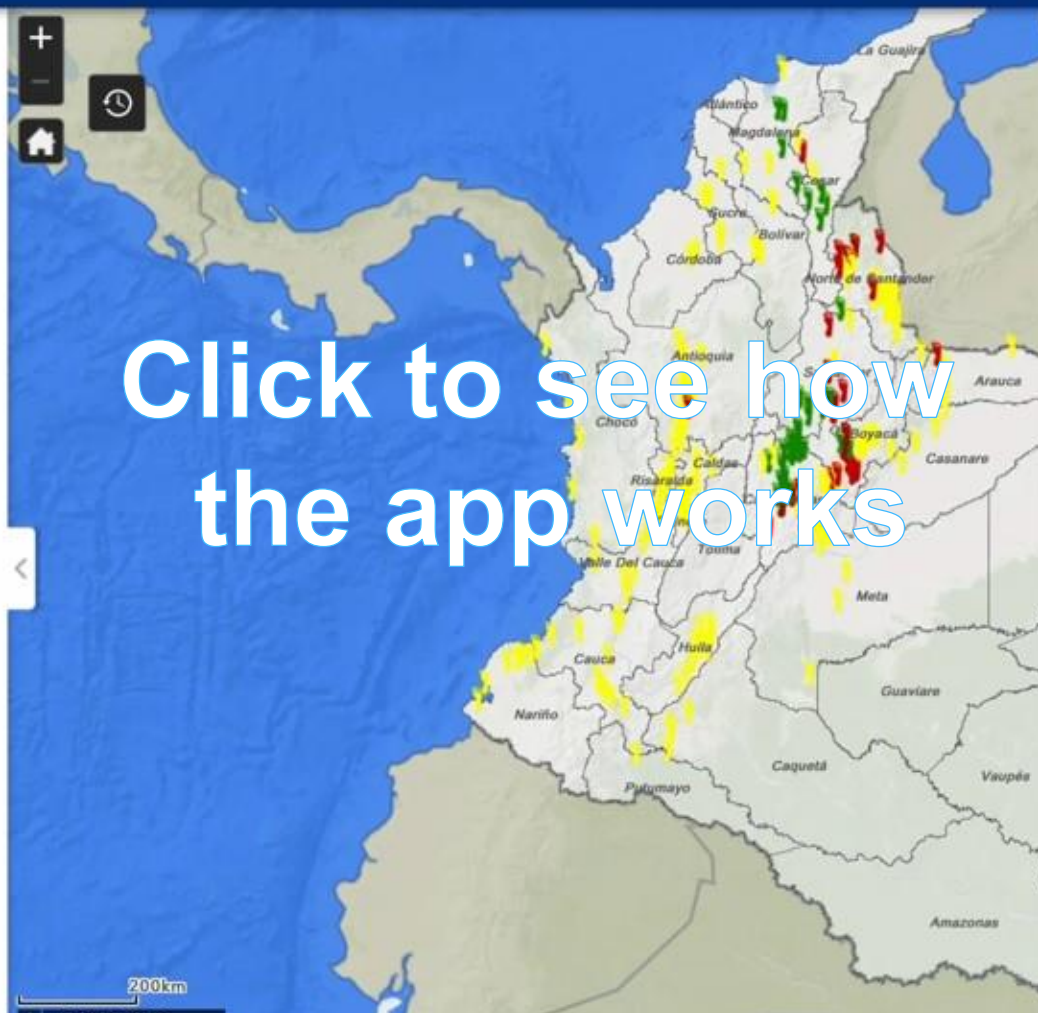 +
La Guajira
Atlántico
Magdalena
Cesar
Sucre
Bolívar
Córdoba
Norte de Santander
Click to see how
Antioquia
Arauca
Chocó
Boyacá
Caldas
Casanare
Risaralda
the app works
Tolima
Valle Del Cauca
Meta
Huila
Cauca
Guaviare
Nariño
Caquetá
Vaupés
Putumayo
Amazonas
200km